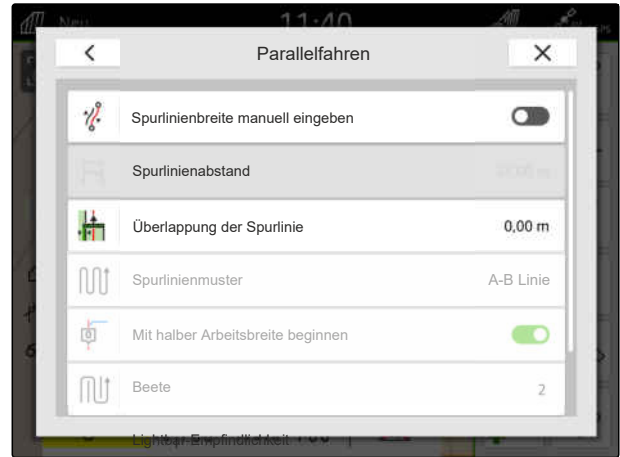 Neu 11:40
Parallelfahren
Spurlinienbreite manuell eingeben
Spurlinienabstand
Überlappung der Spurlinie 0,00 m
Spurlinienmuster A-B Linie
Mit halber Arbeitsbreite beginnen
Beete 2
Lightbar-Empfindlichkeit